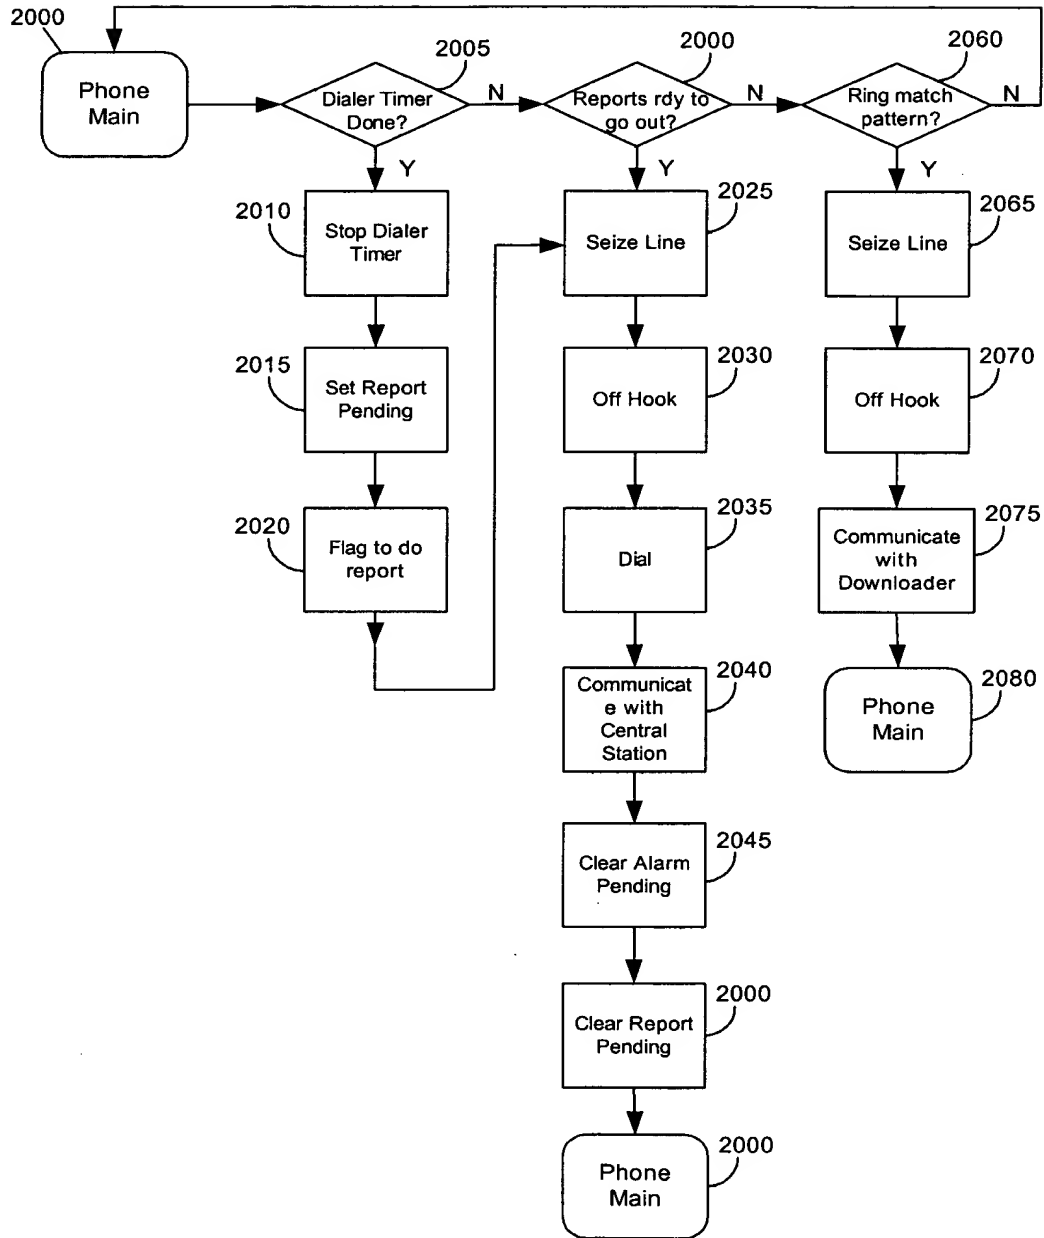 2000
Phone
Main
2005
Dialer Timer
Done?
N
Y
2000
Reports rdy to
go out?
N
Y
2060
Ring match
pattern?
N
Y
2010
Stop Dialer
Timer
2015
Set Report
Pending
2020
Flag to do
report
2025
Seize Line
2030
Off Hook
2035
Dial
2040
Communicat
e with
Central
Station
2045
Clear Alarm
Pending
2000
Clear Report
Pending
2000
Phone
Main
2065
Seize Line
2070
Off Hook
2075
Communicate
with
Downloader
2080
Phone
Main